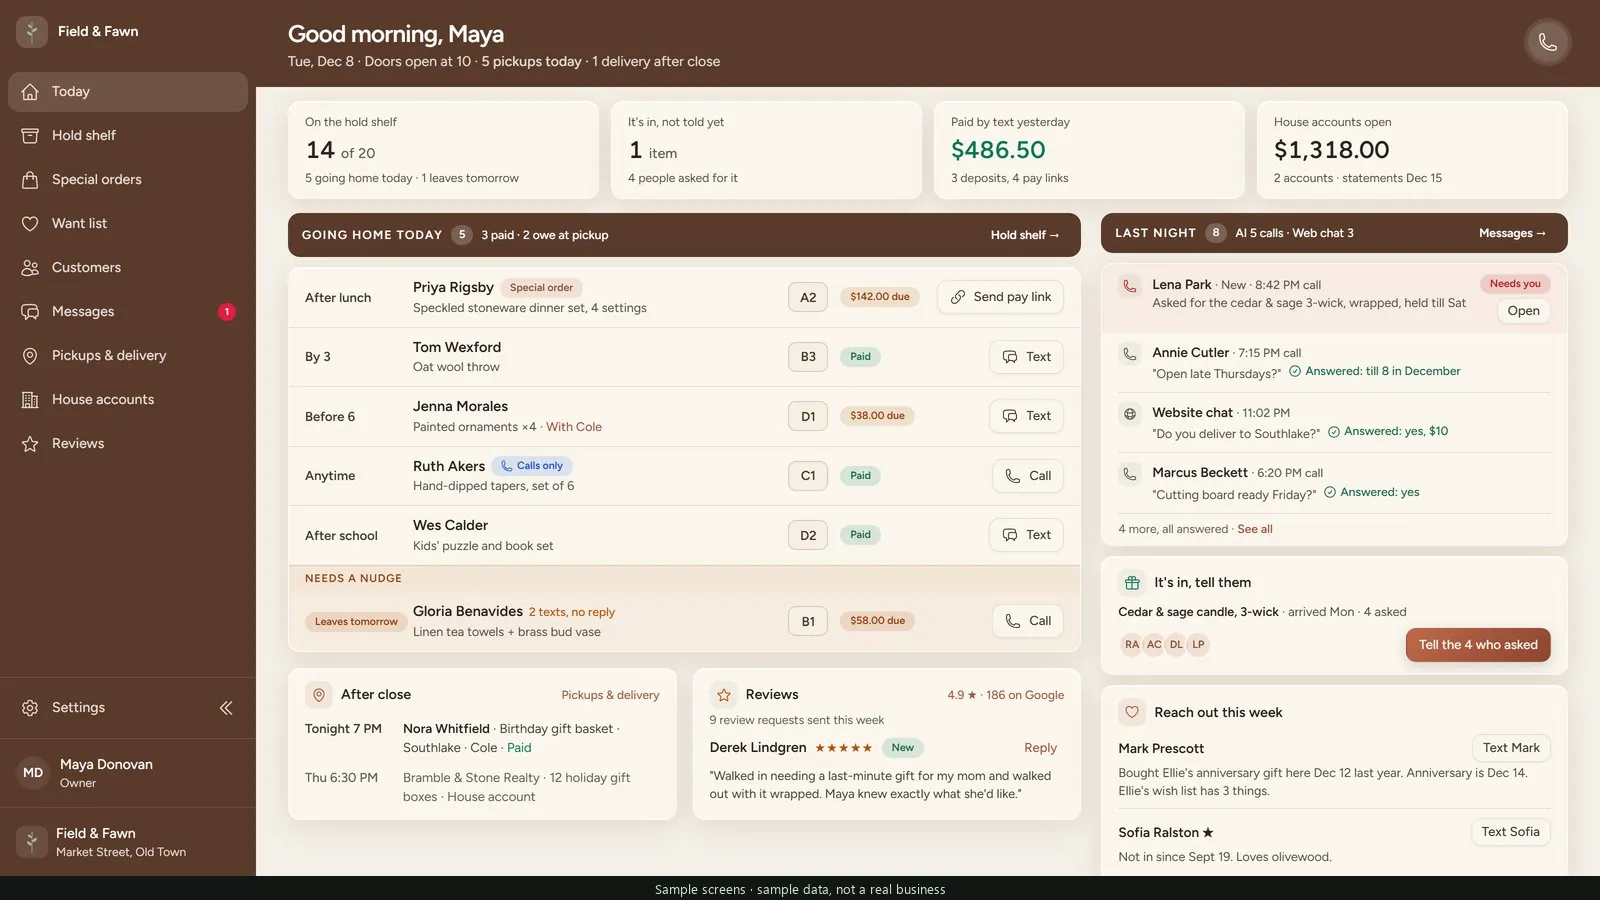 Field & Fawn
Today
Hold shelf
Special orders
Want list
Customers
Messages 1
Pickups & delivery
House accounts
Reviews
Settings
MD
Maya Donovan
Owner
Field & Fawn
Market Street, Old Town
Good morning, Maya
Tue, Dec 8 · Doors open at 10 · 5 pickups today · 1 delivery after close
On the hold shelf
14 of 20
5 going home today · 1 leaves tomorrow
It's in, not told yet
1 item
4 people asked for it
Paid by text yesterday
$486.50
3 deposits, 4 pay links
House accounts open
$1,318.00
2 accounts · statements Dec 15
GOING HOME TODAY 5 3 paid · 2 owe at pickup Hold shelf →
After lunch
Priya Rigsby Special order
Speckled stoneware dinner set, 4 settings
A2 $142.00 due Send pay link
By 3
Tom Wexford
Oat wool throw
B3 Paid Text
Before 6
Jenna Morales
Painted ornaments ×4 · With Cole
D1 $38.00 due Text
Anytime
Ruth Akers Calls only
Hand-dipped tapers, set of 6
C1 Paid Call
After school
Wes Calder
Kids' puzzle and book set
D2 Paid Text
NEEDS A NUDGE
Leaves tomorrow
Gloria Benavides 2 texts, no reply
Linen tea towels + brass bud vase
B1 $58.00 due Call
After close Pickups & delivery
Tonight 7 PM
Nora Whitfield · Birthday gift basket ·
Southlake · Cole · Paid
Thu 6:30 PM
Bramble & Stone Realty · 12 holiday gift
boxes · House account
Reviews 4.9 ★ · 186 on Google
9 review requests sent this week
Derek Lindgren ★★★★★ New Reply
"Walked in needing a last-minute gift for my mom and walked
out with it wrapped. Maya knew exactly what she'd like."
LAST NIGHT 8 AI 5 calls · Web chat 3 Messages →
Lena Park · New · 8:42 PM call Needs you
Asked for the cedar & sage 3-wick, wrapped, held till Sat
Open
Annie Cutler · 7:15 PM call
"Open late Thursdays?" Answered: till 8 in December
Website chat · 11:02 PM
"Do you deliver to Southlake?" Answered: yes, $10
Marcus Beckett · 6:20 PM call
"Cutting board ready Friday?" Answered: yes
4 more, all answered · See all
It's in, tell them
Cedar & sage candle, 3-wick · arrived Mon · 4 asked
RA AC DL LP
Tell the 4 who asked
Reach out this week
Mark Prescott Text Mark
Bought Ellie's anniversary gift here Dec 12 last year. Anniversary is Dec 14.
Ellie's wish list has 3 things.
Sofia Ralston ★ Text Sofia
Not in since Sept 19. Loves olivewood.
Sample screens · sample data, not a real business